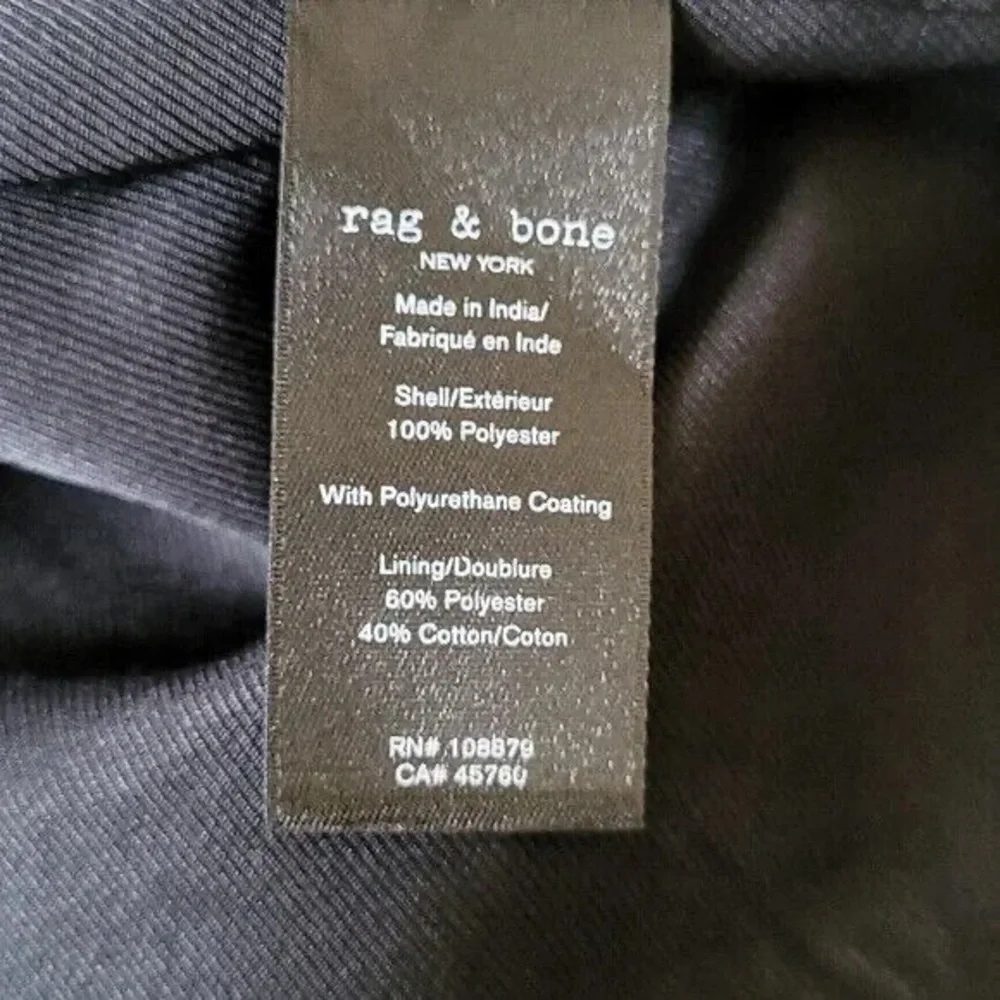 rag & bone
NEW YORK
Made in India/
Fabriqué en Inde
Shell/Extérieur
100% Polyester
With Polyurethane Coating
Lining/Doublure
60% Polyester
40% Cotton/Coton
RN# 108879
CA# 45760